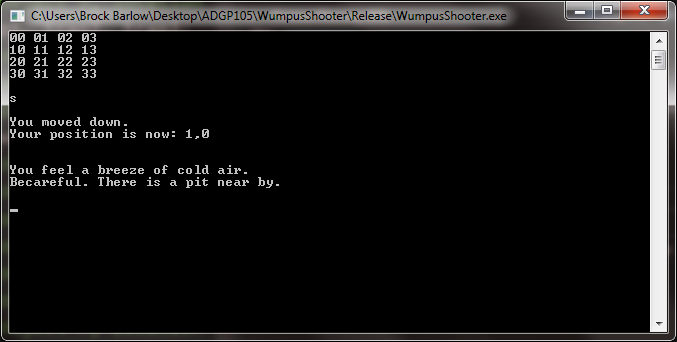 C:\Users\Brock Barlow\Desktop\ADGP105\WumpusShooter\Release\WumpusShooter.exe
00 01 02 03
10 11 12 13
20 21 22 23
30 31 32 33
s
You moved down.
Your position is now: 1,0
You feel a breeze of cold air.
Becareful. There is a pit near by.